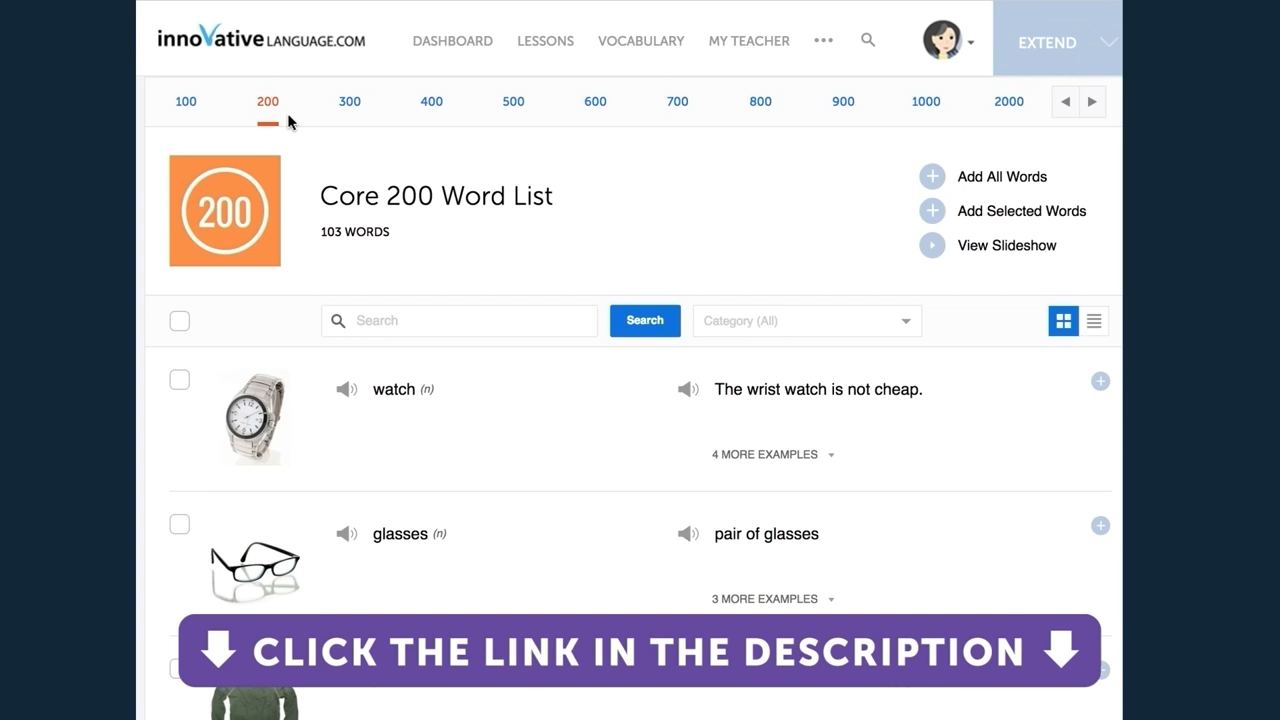 innoVative LANGUAGE.COM DASHBOARD LESSONS VOCABULARY MY TEACHER ••• EXTEND
100 200 300 400 500 600 700 800 900 1000 2000
200
Core 200 Word List
103 WORDS
Add All Words
Add Selected Words
View Slideshow
Search Search Category (All)
watch (n) The wrist watch is not cheap.
4 MORE EXAMPLES
glasses (n) pair of glasses
3 MORE EXAMPLES
CLICK THE LINK IN THE DESCRIPTION